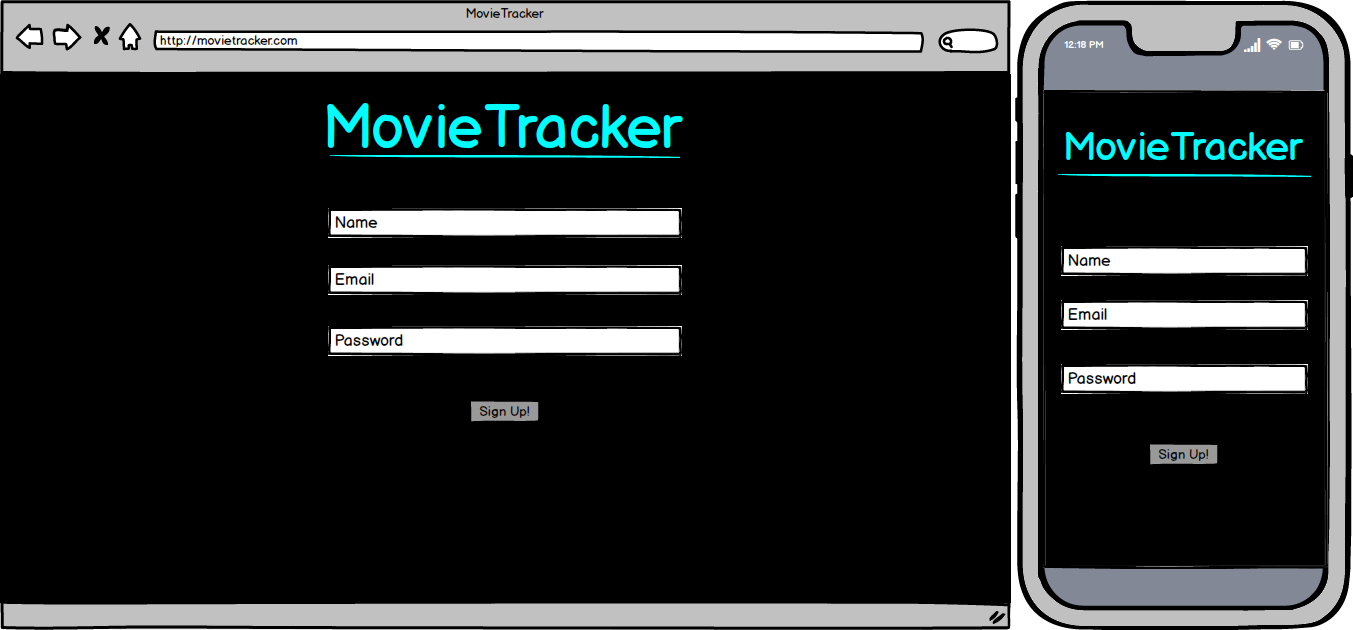 MovieTracker
http://movietracker.com
MovieTracker
Name
Email
Password
Sign Up!
12:18 PM
MovieTracker
Name
Email
Password
Sign Up!